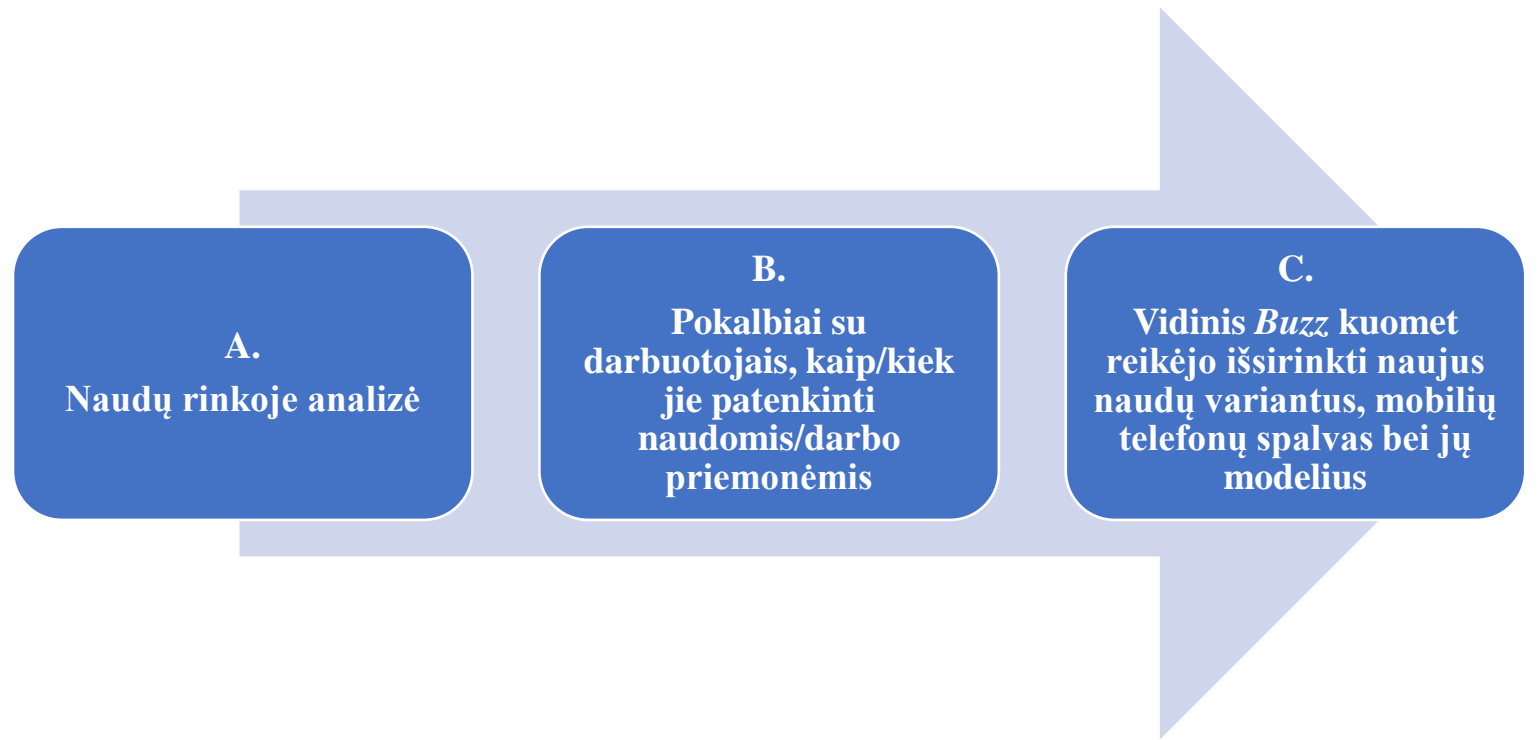 A.
Naudų rinkoje analizė
B.
Pokalbiai su
darbuotojais, kaip/kiek
jie patenkinti
naudomis/darbo
priemonėmis
C.
Vidinis Buzz kuomet
reikėjo išsirinkti naujus
naudų variantus, mobilių
telefonų spalvas bei jų
modelius